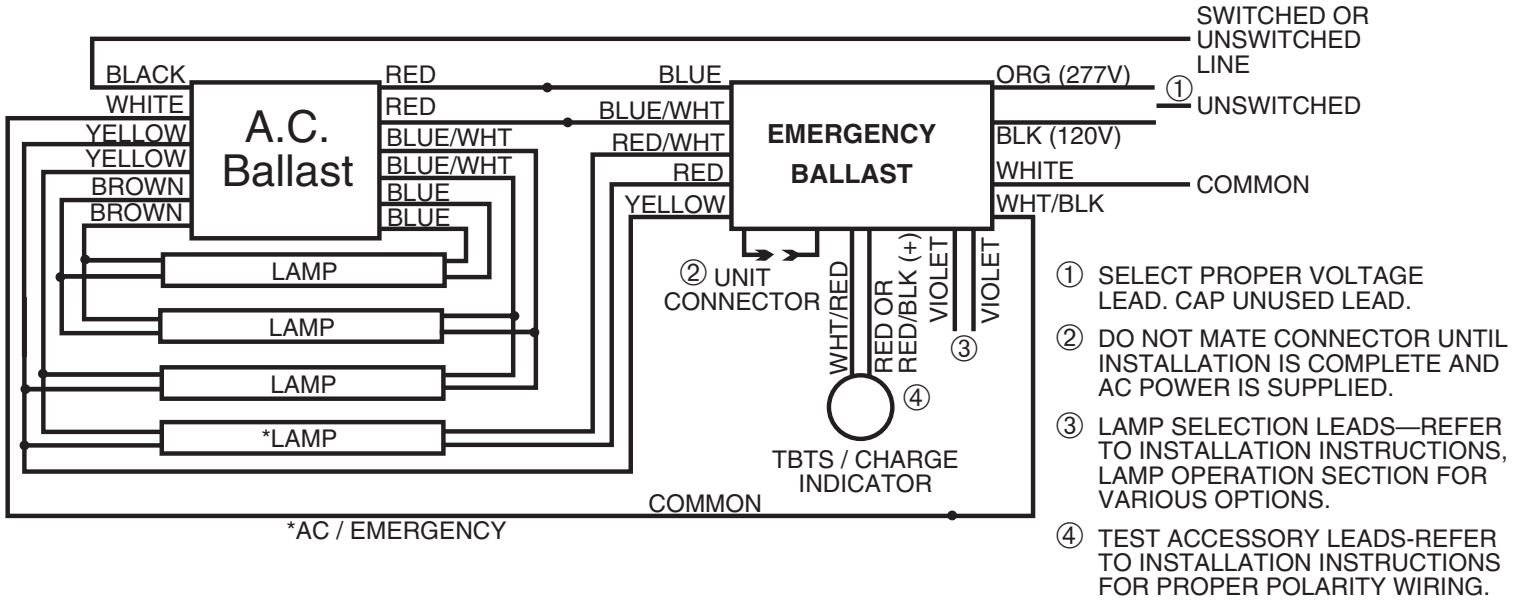 SWITCHED OR
UNSWITCHED
LINE
BLACK
WHITE
YELLOW
YELLOW
BROWN
BROWN
A.C.
Ballast
RED
RED
BLUE/WHT
BLUE/WHT
BLUE
BLUE
BLUE
BLUE/WHT
RED/WHT
RED
YELLOW
EMERGENCY
BALLAST
ORG (277V)
① UNSWITCHED
BLK (120V)
WHITE
COMMON
WHT/BLK
LAMP
LAMP
LAMP
*LAMP
② UNIT
CONNECTOR
WHT/RED
RED OR
RED/BLK (+)
VIOLET
VIOLET
③
④
TBTS / CHARGE
INDICATOR
COMMON
*AC / EMERGENCY
① SELECT PROPER VOLTAGE
LEAD. CAP UNUSED LEAD.
② DO NOT MATE CONNECTOR UNTIL
INSTALLATION IS COMPLETE AND
AC POWER IS SUPPLIED.
③ LAMP SELECTION LEADS—REFER
TO INSTALLATION INSTRUCTIONS,
LAMP OPERATION SECTION FOR
VARIOUS OPTIONS.
④ TEST ACCESSORY LEADS-REFER
TO INSTALLATION INSTRUCTIONS
FOR PROPER POLARITY WIRING.